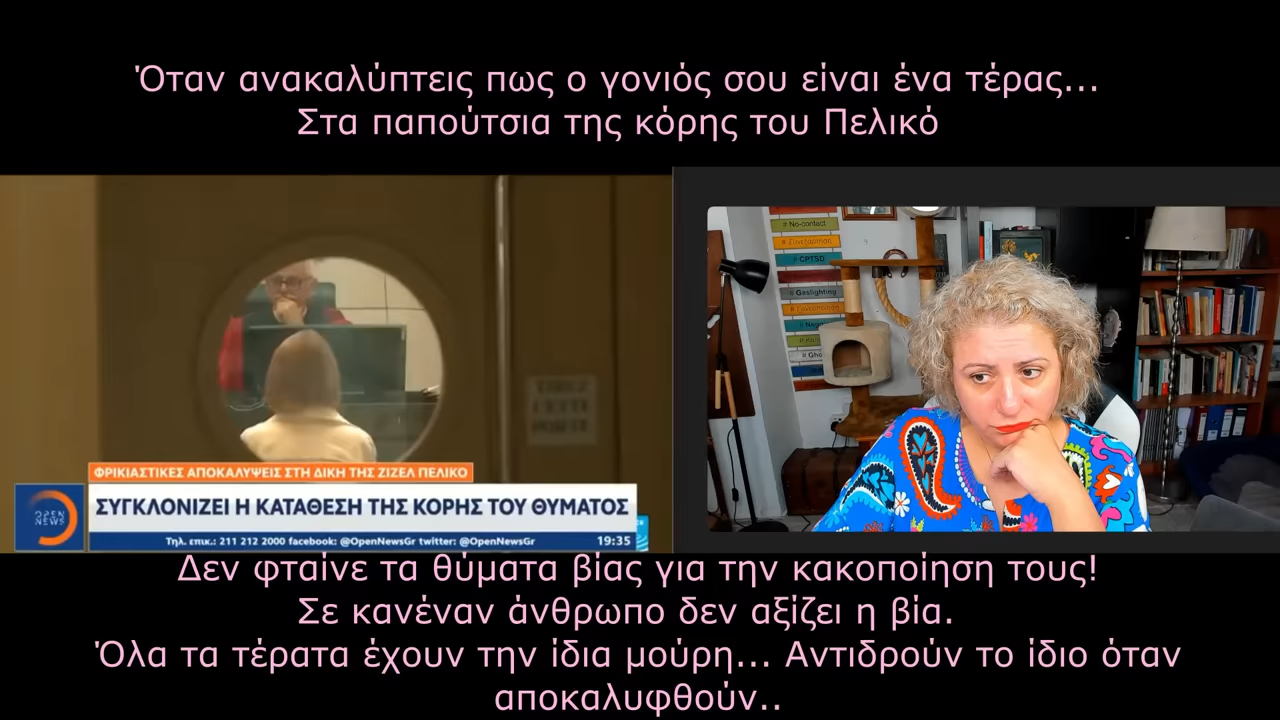 Όταν ανακαλύπτεις πως ο γονιός σου είναι ένα τέρας...
Στα παπούτσια της κόρης του Πελικό
# No-contact
# Συνεξάρτηση
# CPTSD
# Gaslighting
ΦΡΙΚΙΑΣΤΙΚΕΣ ΑΠΟΚΑΛΥΨΕΙΣ ΣΤΗ ΔΙΚΗ ΤΗΣ ΖΙΖΕΛ ΠΕΛΙΚΟ
OPEN
NEWS
ΣΥΓΚΛΟΝΙΖΕΙ Η ΚΑΤΑΘΕΣΗ ΤΗΣ ΚΟΡΗΣ ΤΟΥ ΘΥΜΑΤΟΣ
Τηλ. επικ.: 211 212 2000 facebook: @OpenNewsGr twitter: @OpenNewsGr 19:35
Δεν φταίνε τα θύματα βίας για την κακοποίηση τους!
Σε κανέναν άνθρωπο δεν αξίζει η βία.
Όλα τα τέρατα έχουν την ίδια μούρη... Αντιδρούν το ίδιο όταν
αποκαλυφθούν..